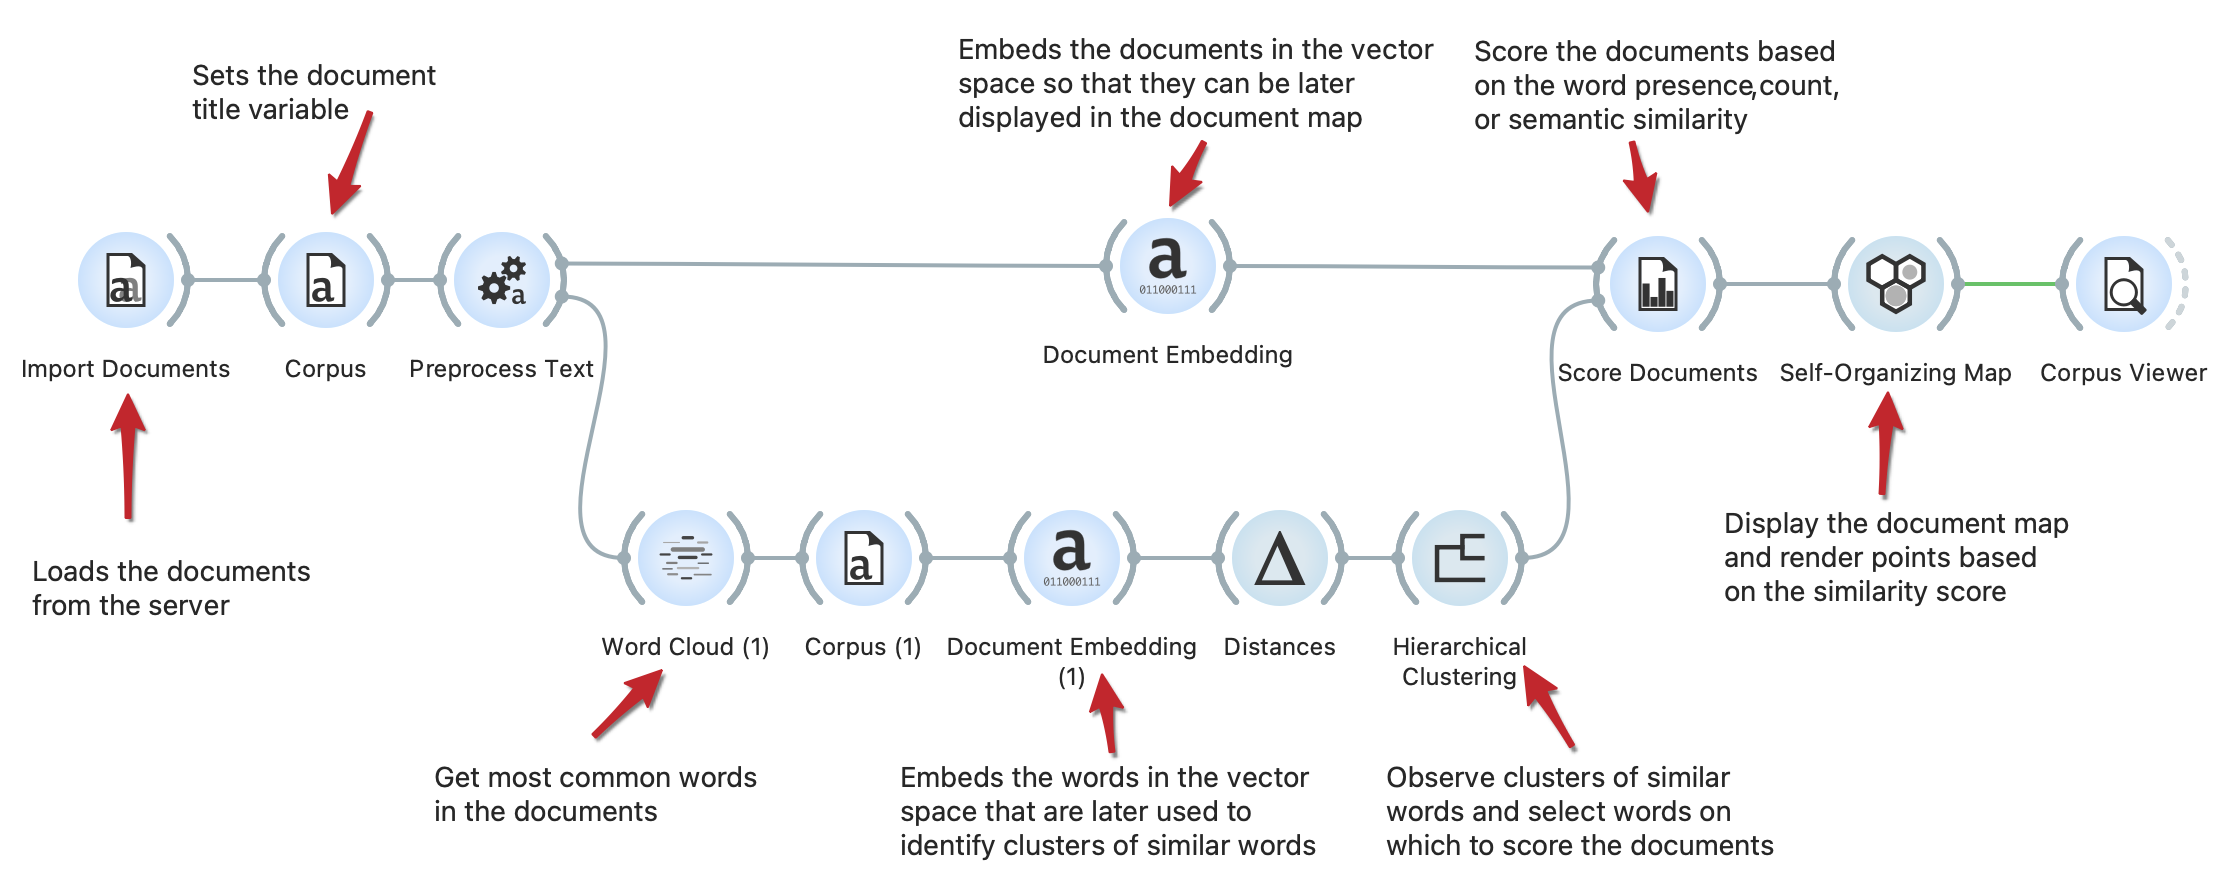 Sets the document
title variable
Embeds the documents in the vector
space so that they can be later
displayed in the document map
Score the documents based
on the word presence,count,
or semantic similarity
a
a
a
a
011000111
Import Documents
Corpus
Preprocess Text
Document Embedding
Score Documents
Self-Organizing Map
Corpus Viewer
Loads the documents
from the server
a
a
011000111
Display the document map
and render points based
on the similarity score
Word Cloud (1)
Corpus (1)
Document Embedding
(1)
Distances
Hierarchical
Clustering
Get most common words
in the documents
Embeds the words in the vector
space that are later used to
identify clusters of similar words
Observe clusters of similar
words and select words on
which to score the documents